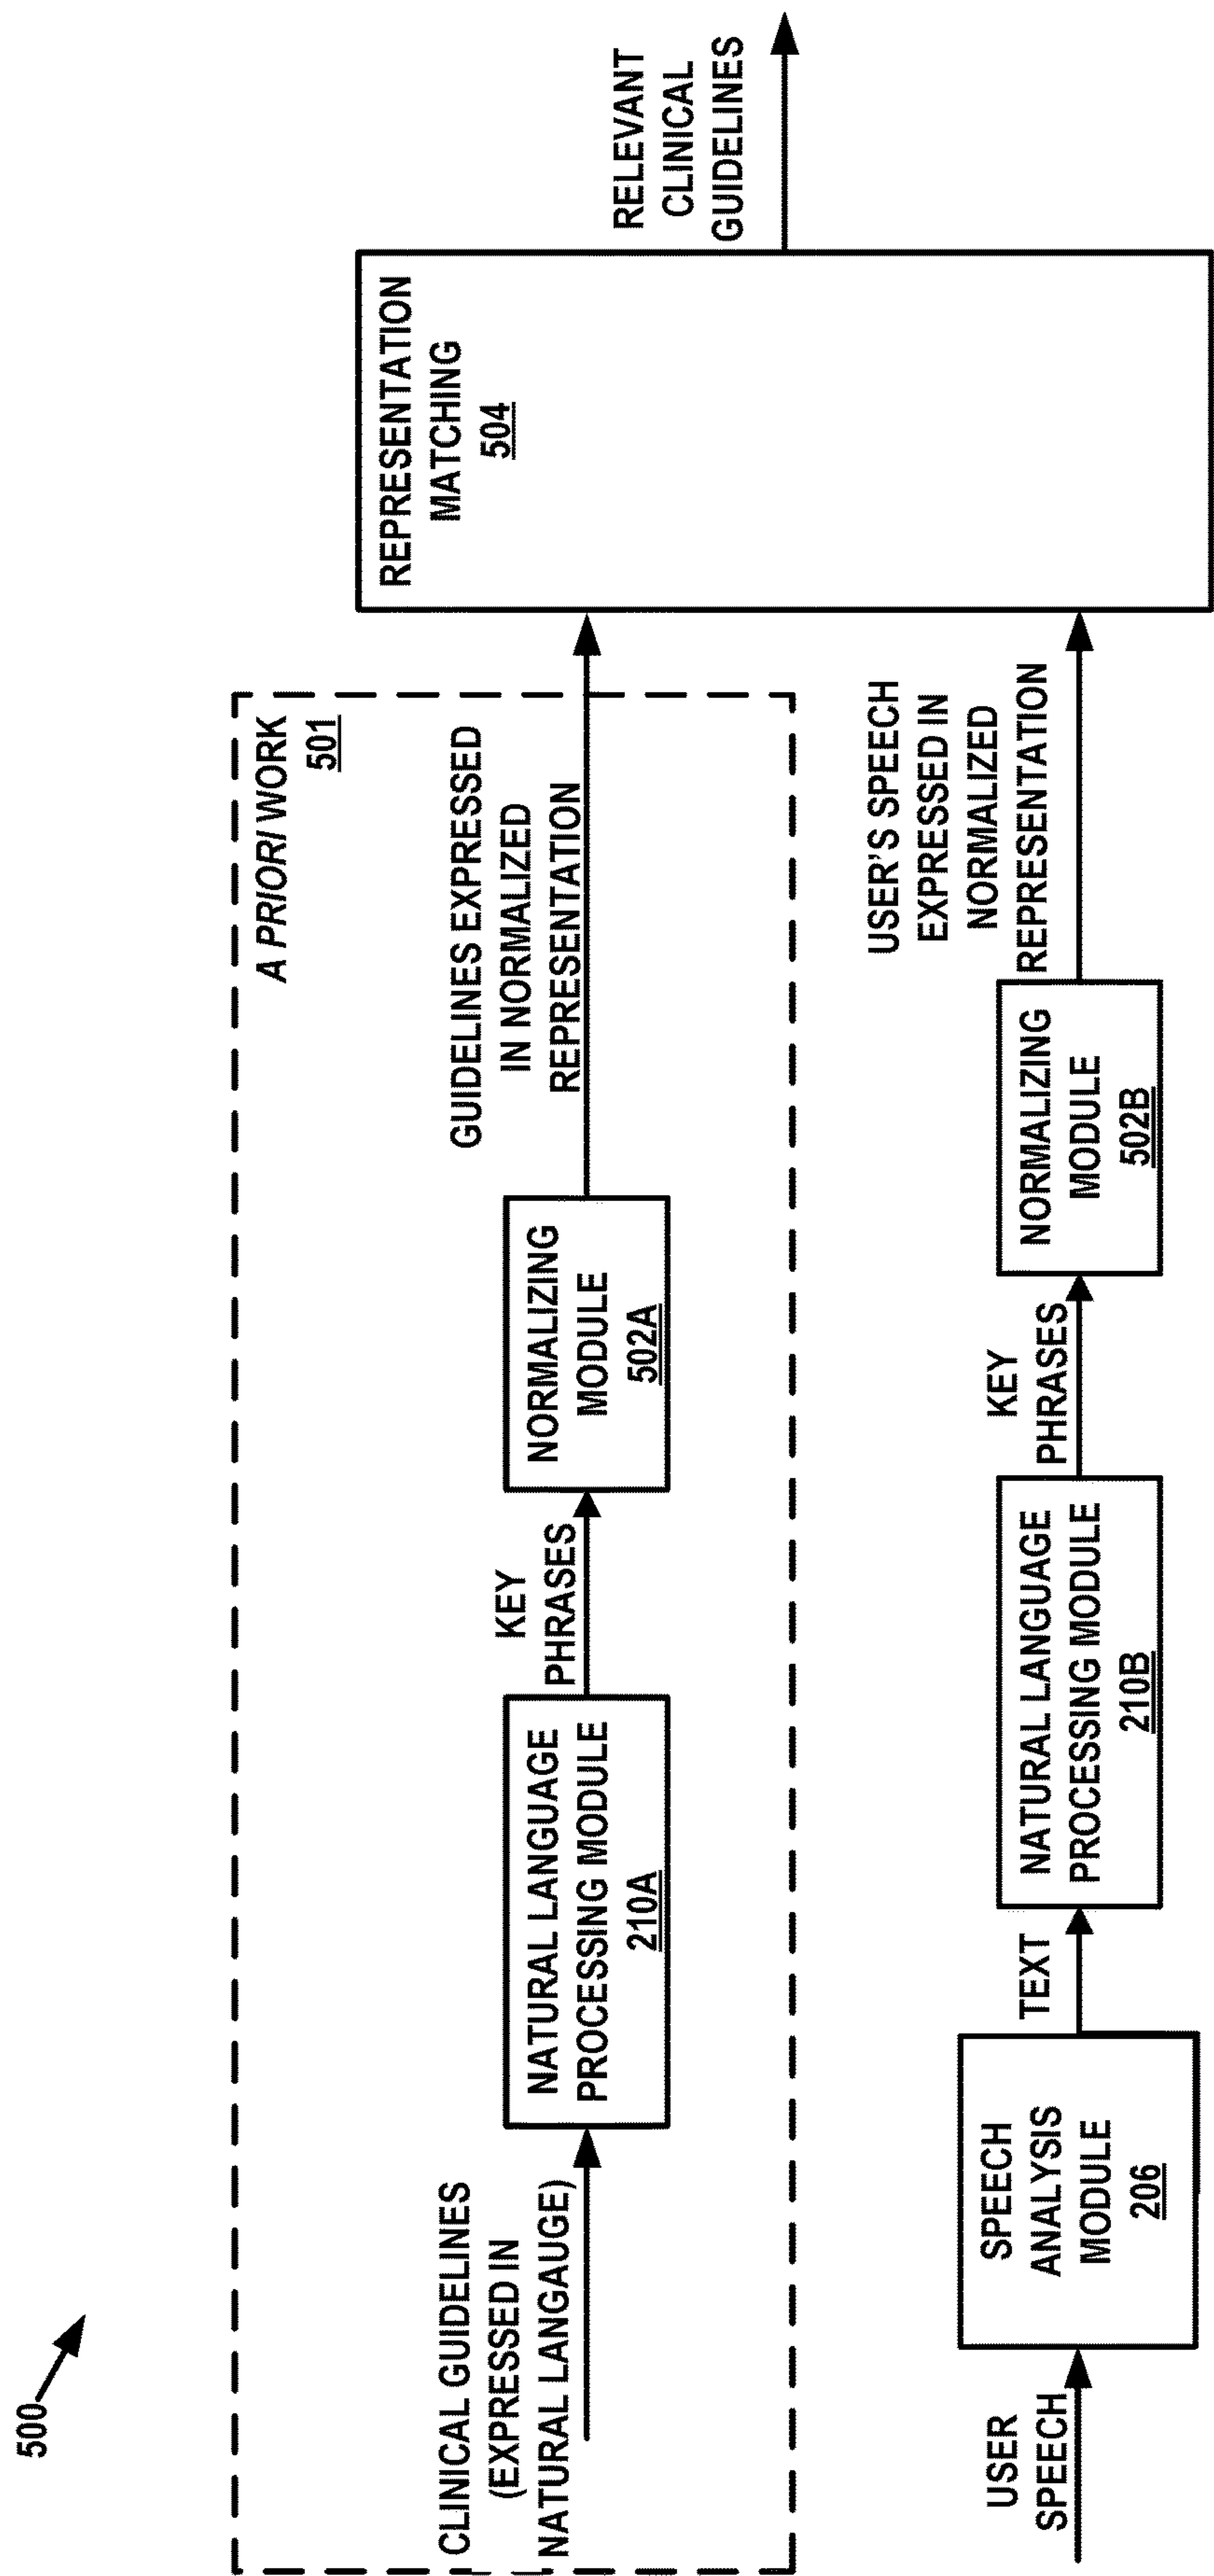 500
A PRIORI WORK
501
CLINICAL GUIDELINES
(EXPRESSED IN
NATURAL LANGAUGE)
NATURAL LANGUAGE
PROCESSING MODULE
210A
KEY
PHRASES
NORMALIZING
MODULE
502A
GUIDELINES EXPRESSED
IN NORMALIZED
REPRESENTATION
REPRESENTATION
MATCHING
504
RELEVANT
CLINICAL
GUIDELINES
USER
SPEECH
SPEECH
ANALYSIS
MODULE
206
TEXT
NATURAL LANGUAGE
PROCESSING MODULE
210B
KEY
PHRASES
NORMALIZING
MODULE
502B
USER'S SPEECH
EXPRESSED IN
NORMALIZED
REPRESENTATION